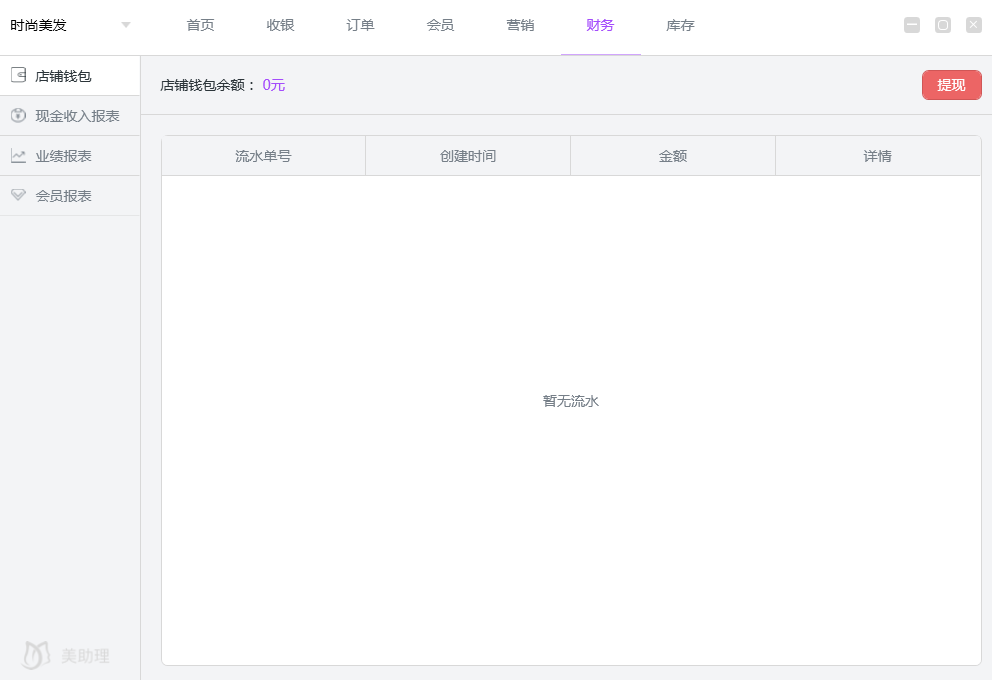 时尚美发 首页 收银 订单 会员 营销 财务 库存
店铺钱包
现金收入报表
业绩报表
会员报表
店铺钱包余额： 0元 提现
流水单号 创建时间 金额 详情
暂无流水
美助理